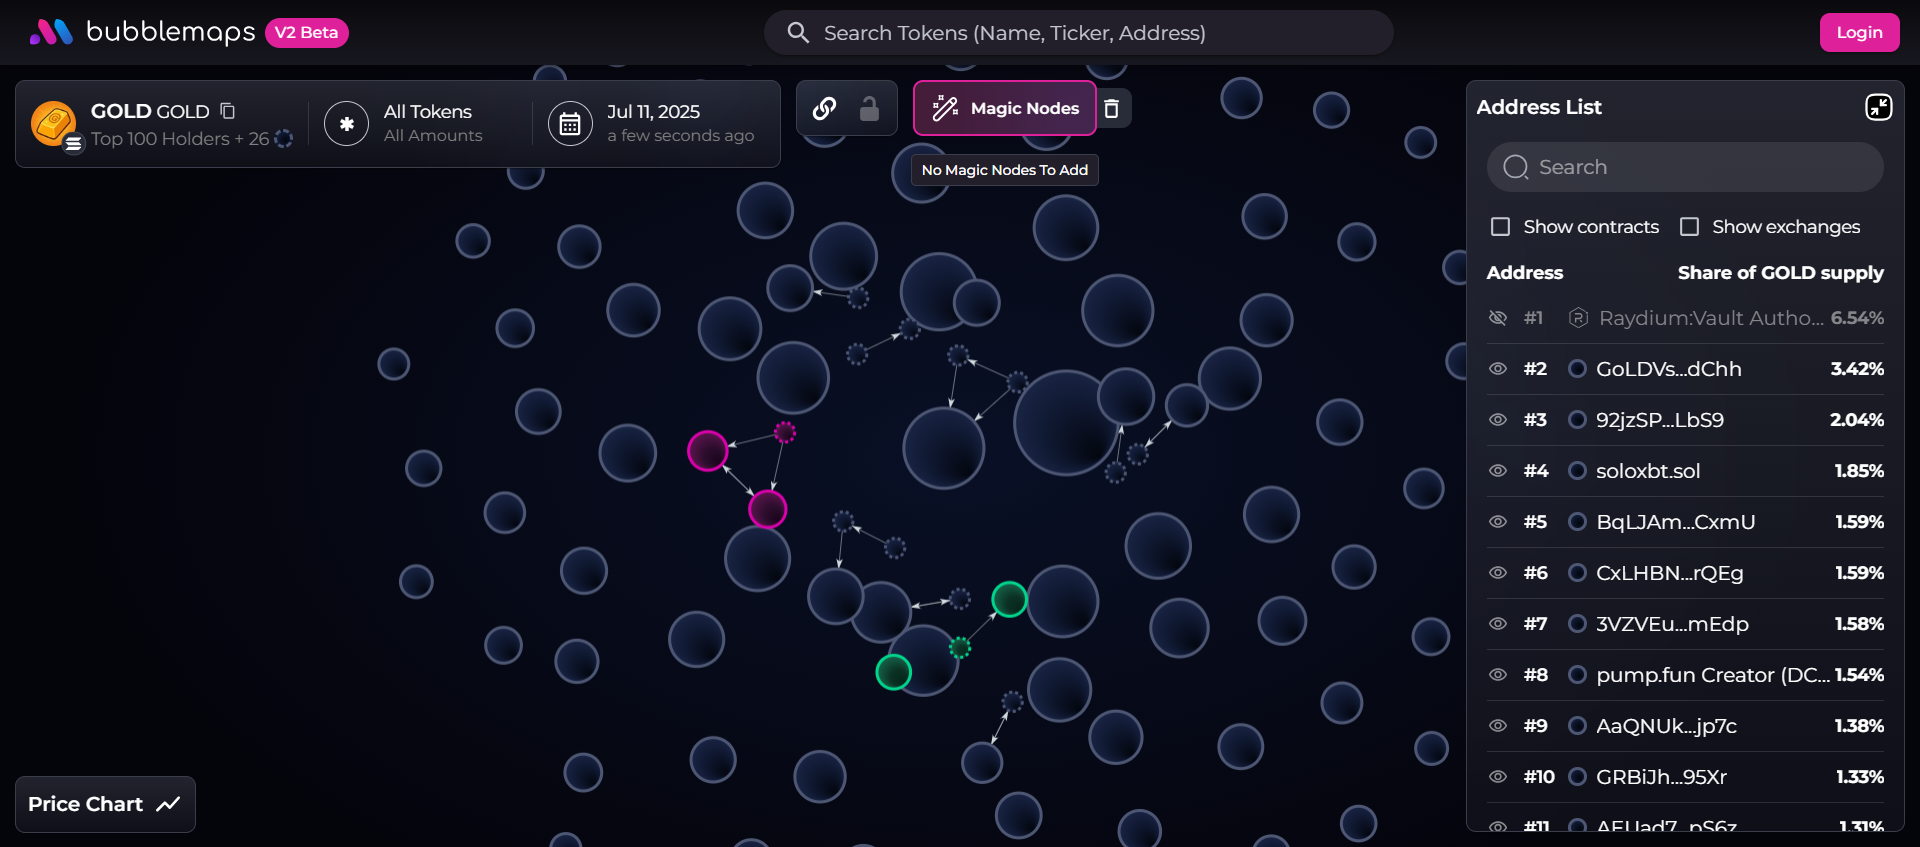 bubblemaps V2 Beta
Search Tokens (Name, Ticker, Address)
Login
GOLD GOLD
Top 100 Holders + 26
All Tokens
All Amounts
Jul 11, 2025
a few seconds ago
Magic Nodes
No Magic Nodes To Add
Address List
Search
Show contracts Show exchanges
Address Share of GOLD supply
#1 Raydium:Vault Autho... 6.54%
#2 GoLDVs...dChh 3.42%
#3 92jzSP...LbS9 2.04%
#4 soloxbt.sol 1.85%
#5 BqLJAm...CxmU 1.59%
#6 CxLHBN...rQEg 1.59%
#7 3VZVEu...mEdp 1.58%
#8 pump.fun Creator (DC... 1.54%
#9 AaQNUk...jp7c 1.38%
#10 GRBiJh...95Xr 1.33%
#11 1.31%
Price Chart